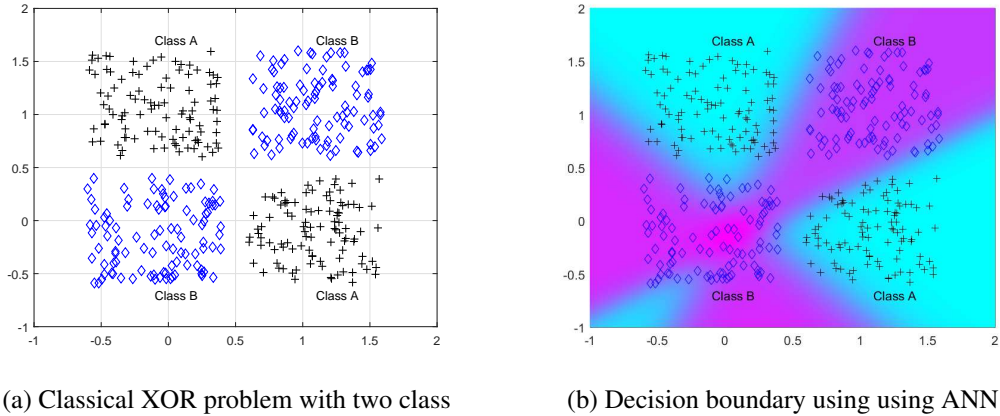 2
1.5
1
0.5
0
-0.5
-1
-1 -0.5 0 0.5 1 1.5 2
Class A
Class B
Class B
Class A
(a) Classical XOR problem with two class
2
1.5
1
0.5
0
-0.5
-1
-1 -0.5 0 0.5 1 1.5 2
Class A
Class B
Class B
Class A
(b) Decision boundary using using ANN